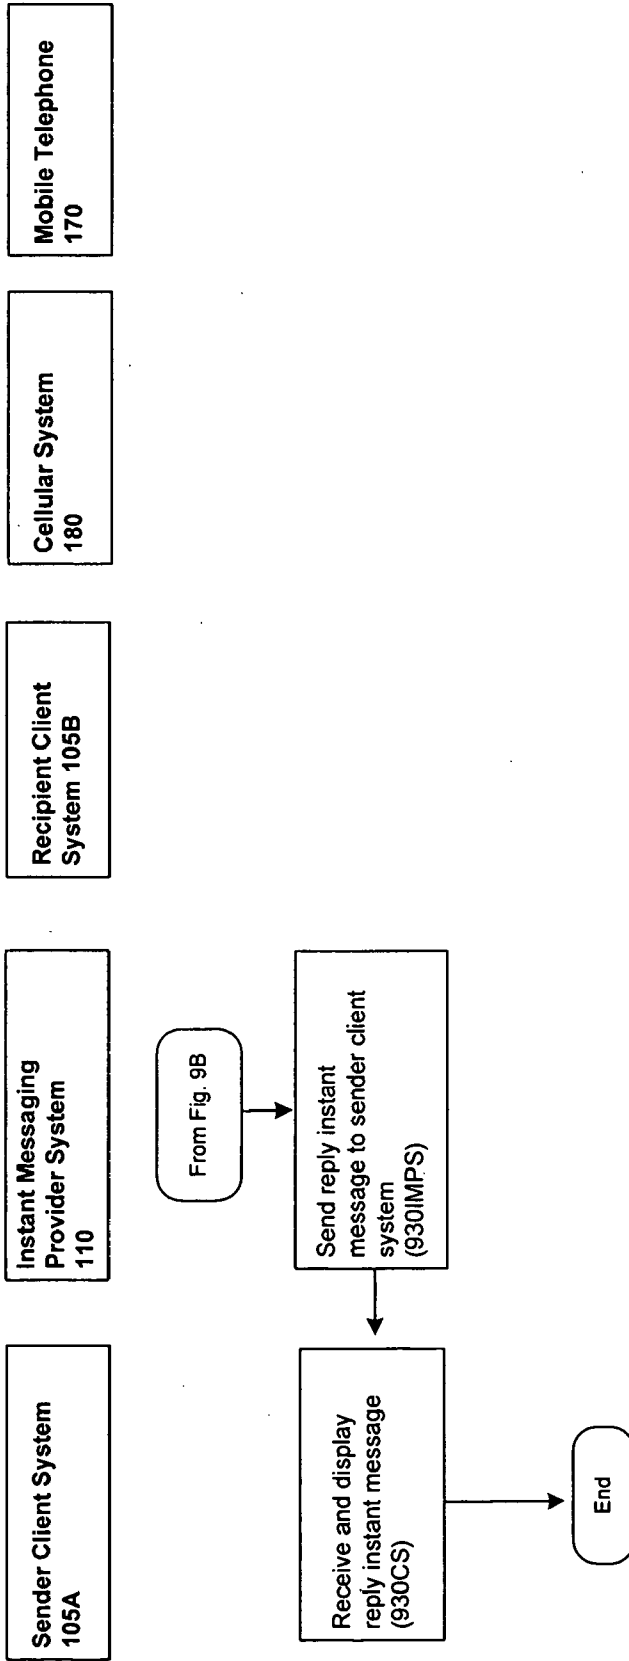 Sender Client System
105A
Instant Messaging
Provider System
110
Recipient Client
System 105B
Cellular System
180
Mobile Telephone
170
From Fig. 9B
Send reply instant
message to sender client
system
(930IMPS)
Receive and display
reply instant message
(930CS)
End